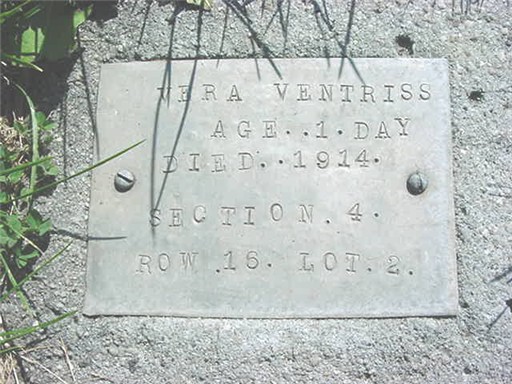 VERA VENTRISS
AGE..1.DAY
DIED..1914.
SECTION.4.
ROW.16. LOT.2.